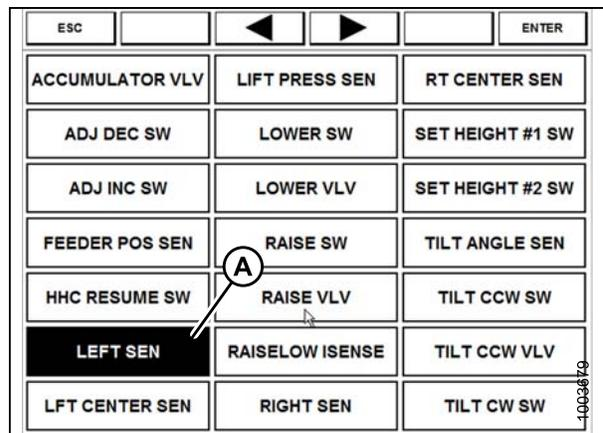 ESC ENTER
ACCUMULATOR VLV LIFT PRESS SEN RT CENTER SEN
ADJ DEC SW LOWER SW SET HEIGHT #1 SW
ADJ INC SW LOWER VLV SET HEIGHT #2 SW
FEEDER POS SEN RAISE SW TILT ANGLE SEN
A
HHC RESUME SW RAISE VLV TILT CCW SW
LEFT SEN RAISELOW ISENSE TILT CCW VLV
LFT CENTER SEN RIGHT SEN TILT CW SW
1003679